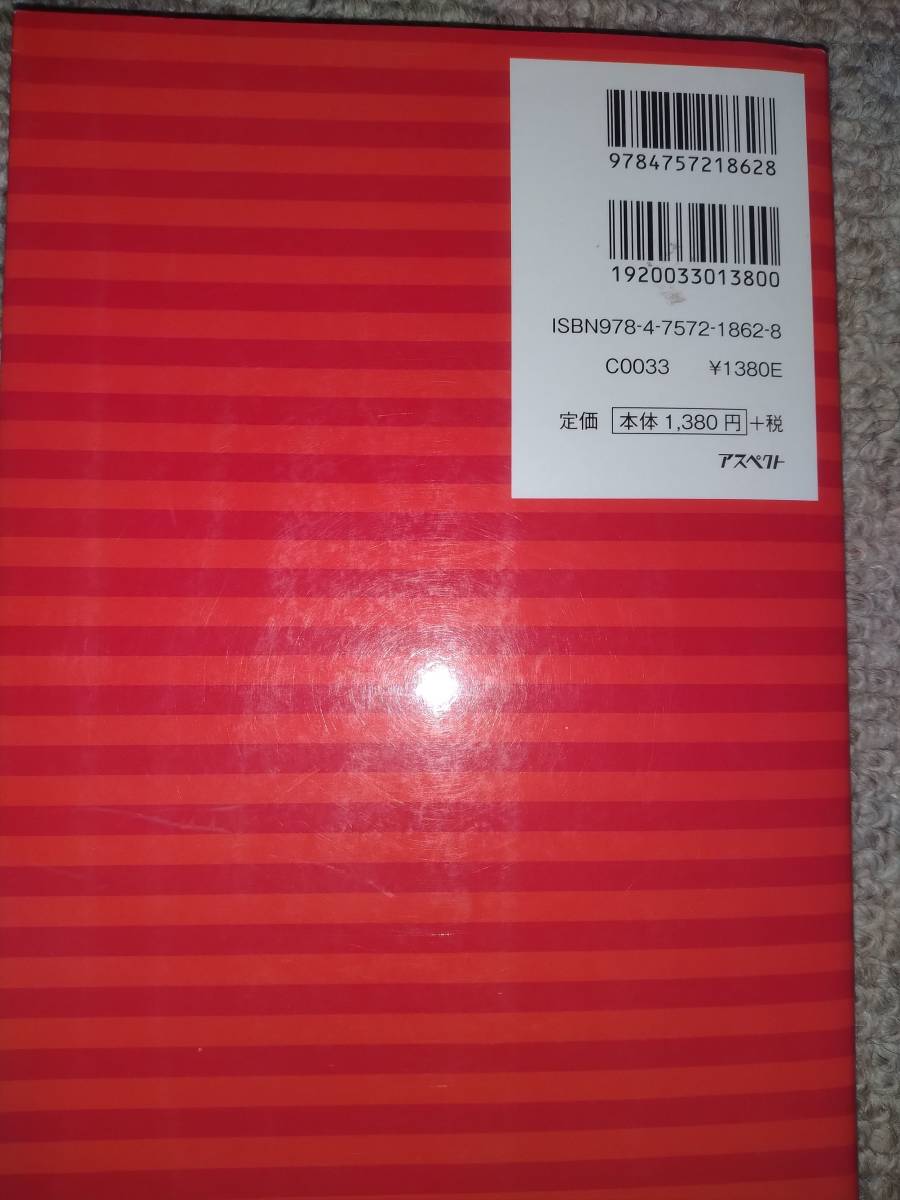 9784757218628
1920033013800
ISBN978-4-7572-1862-8
C0033 ¥1380E
定価 本体 1,380 円 +税
アスペクト